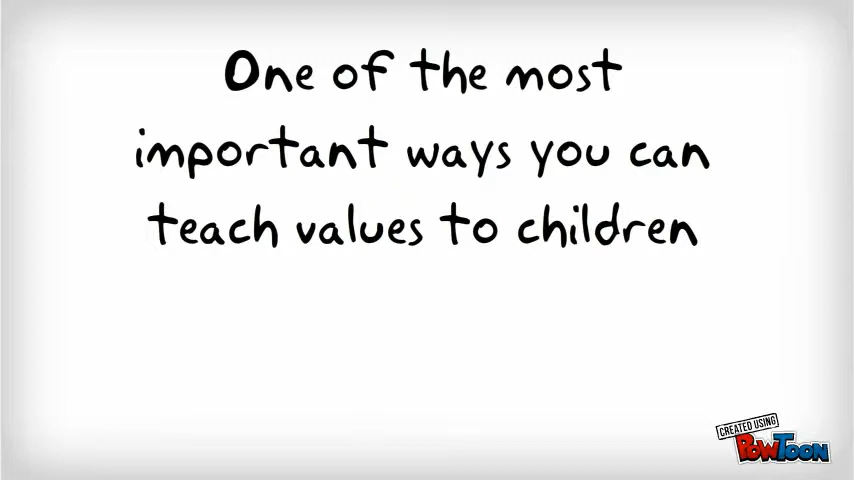 One of the most
important ways you can
teach values to children
CREATED USING
POWTOON